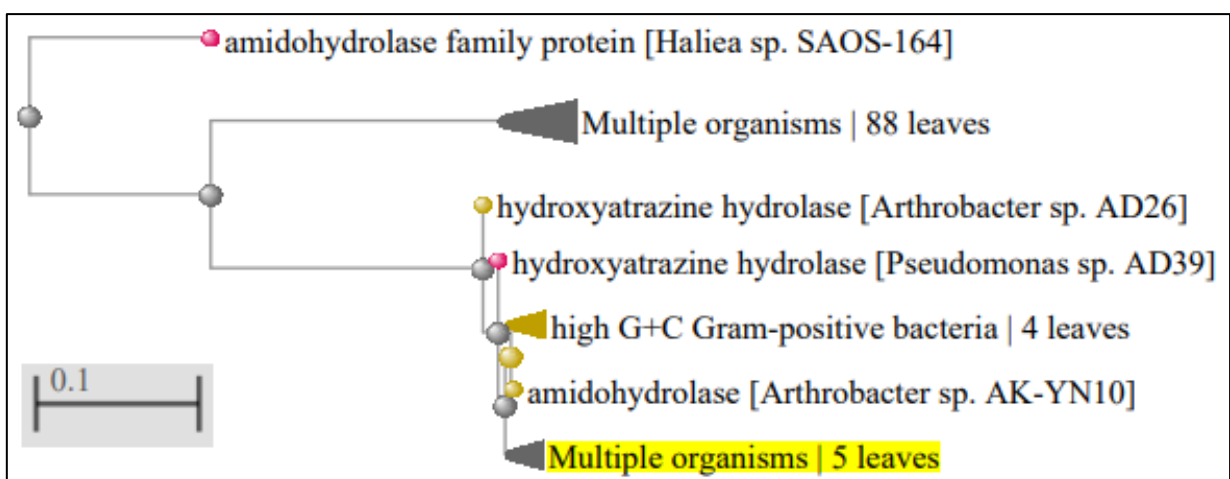 amidohydrolase family protein [Haliea sp. SAOS-164]
Multiple organisms | 88 leaves
hydroxyatrazine hydrolase [Arthrobacter sp. AD26]
hydroxyatrazine hydrolase [Pseudomonas sp. AD39]
high G+C Gram-positive bacteria | 4 leaves
0.1
amidohydrolase [Arthrobacter sp. AK-YN10]
Multiple organisms | 5 leaves